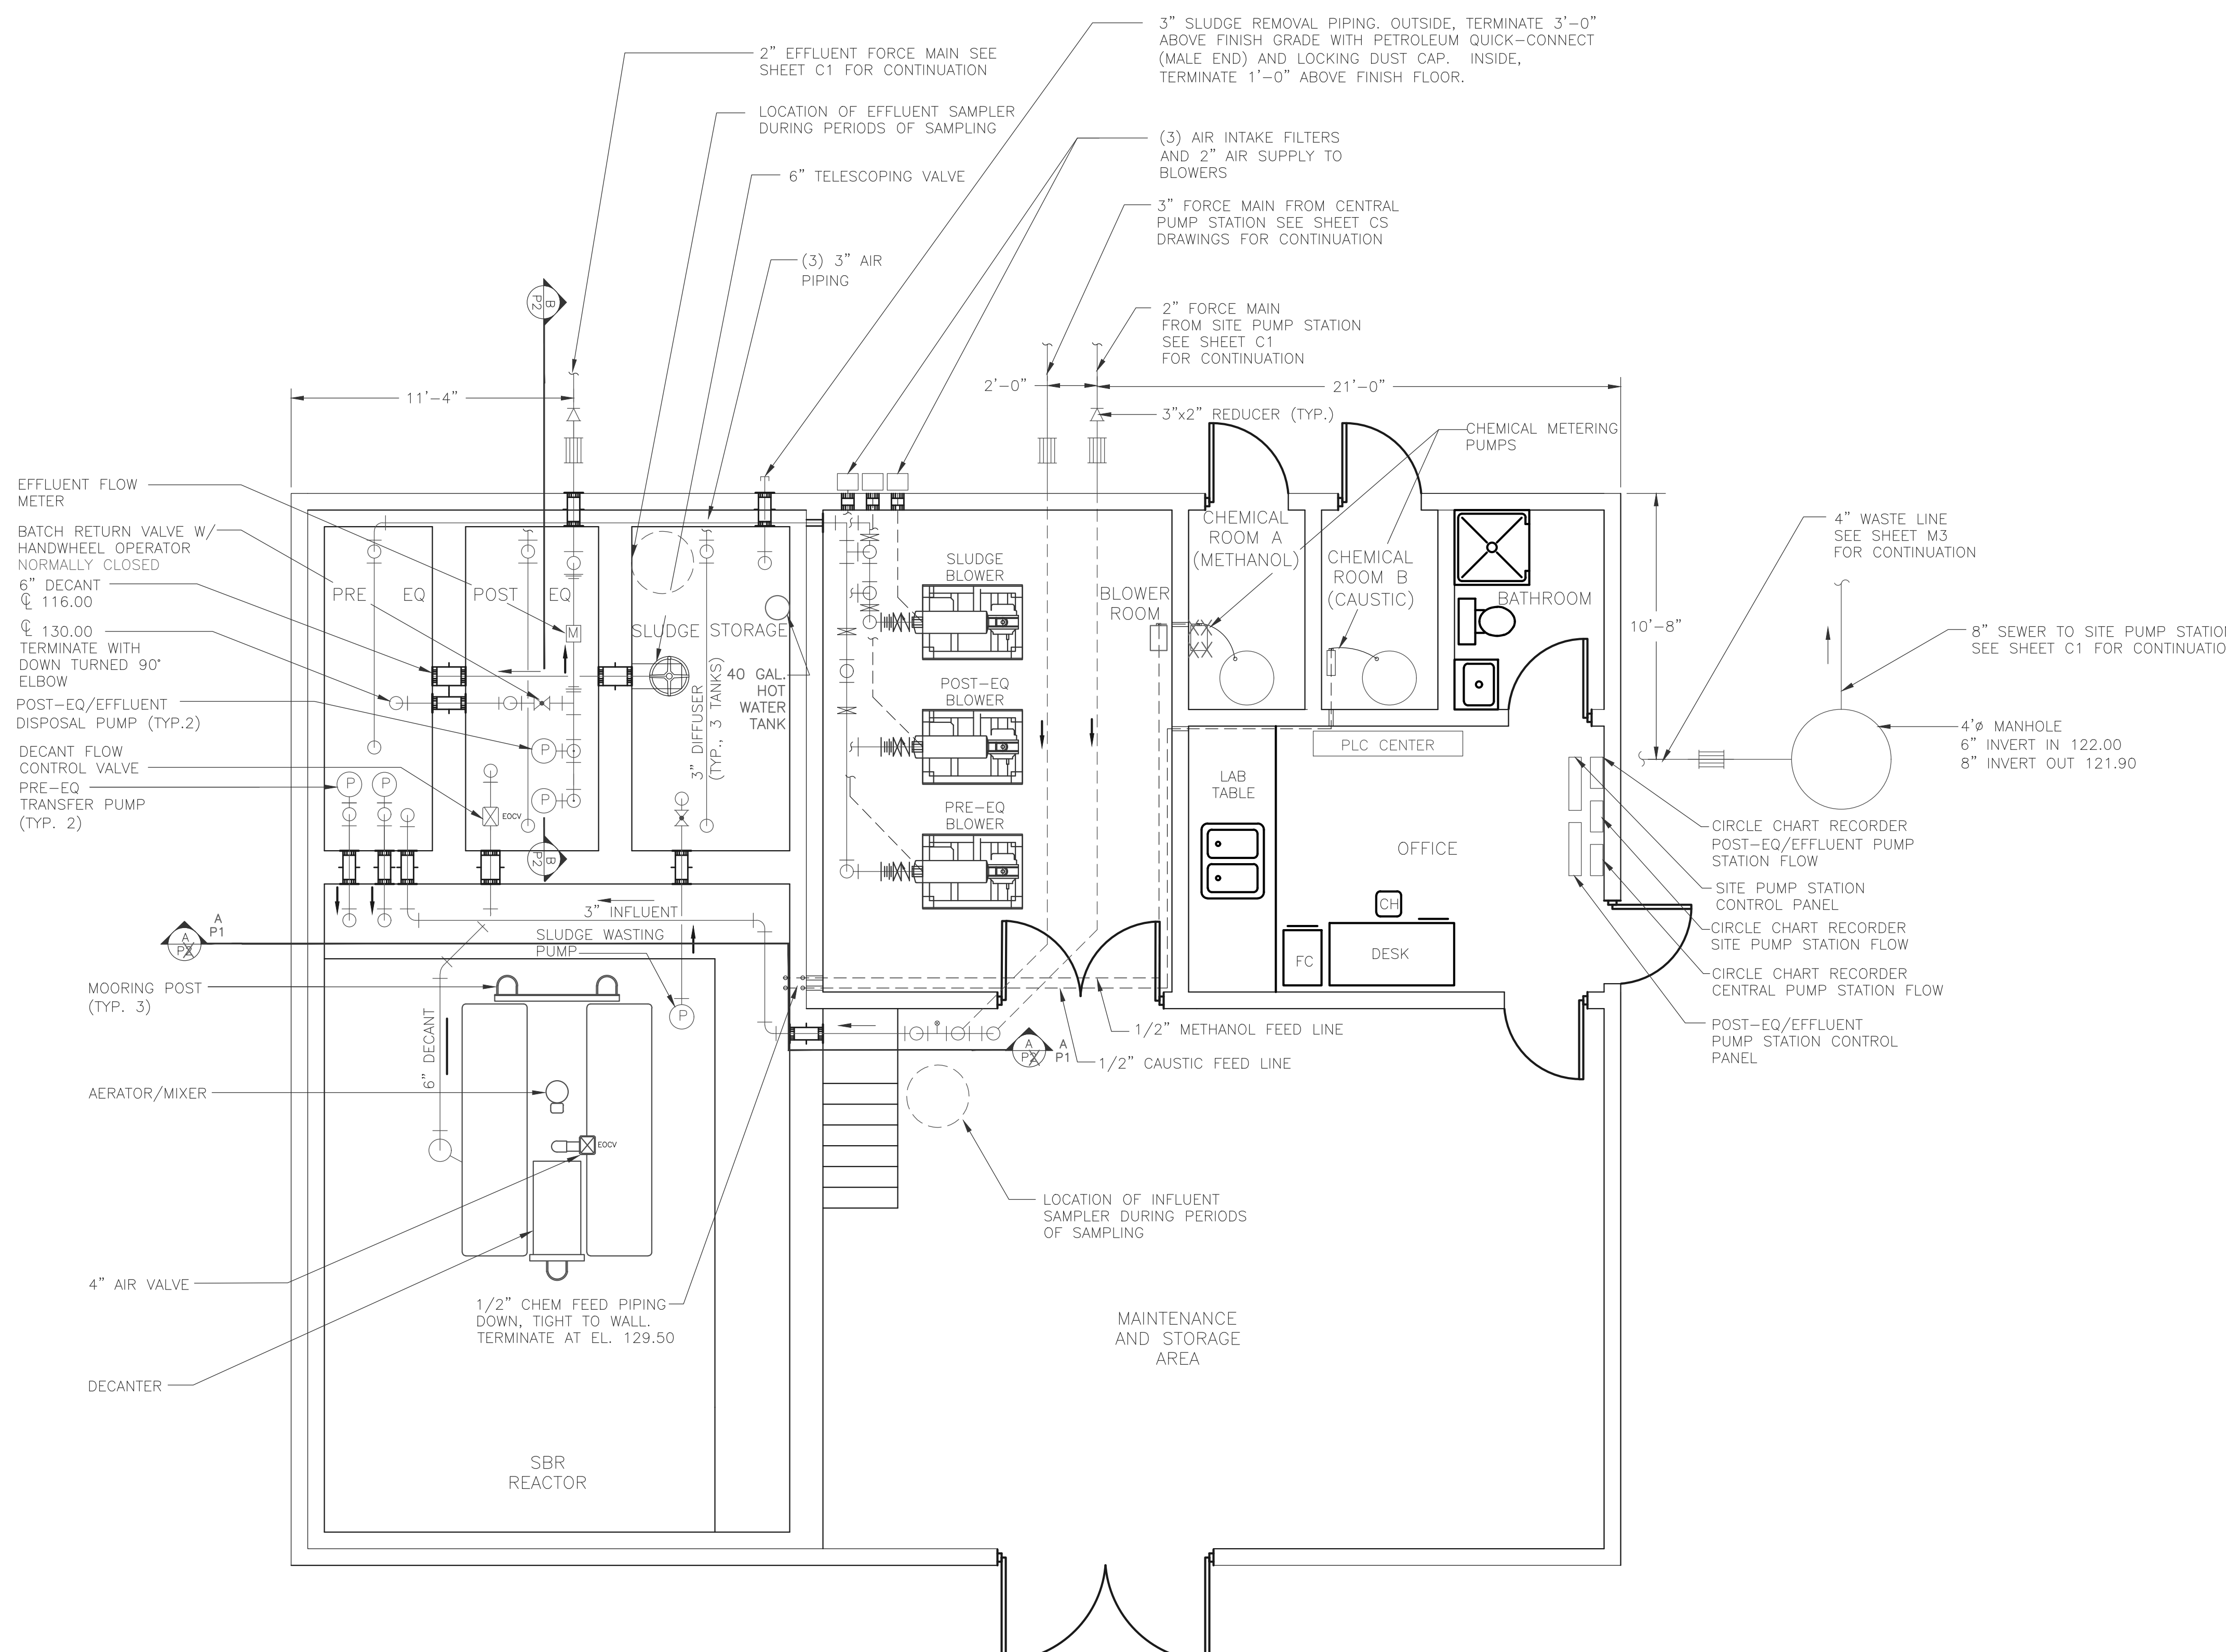 3" SLUDGE REMOVAL PIPING. OUTSIDE, TERMINATE 3'-0"
ABOVE FINISH GRADE WITH PETROLEUM QUICK-CONNECT
(MALE END) AND LOCKING DUST CAP. INSIDE,
TERMINATE 1'-0" ABOVE FINISH FLOOR.
2" EFFLUENT FORCE MAIN SEE
SHEET C1 FOR CONTINUATION
LOCATION OF EFFLUENT SAMPLER
DURING PERIODS OF SAMPLING
(3) AIR INTAKE FILTERS
AND 2" AIR SUPPLY TO
BLOWERS
6" TELESCOPING VALVE
3" FORCE MAIN FROM CENTRAL
PUMP STATION SEE SHEET CS
DRAWINGS FOR CONTINUATION
(3) 3" AIR
PIPING
B
P2
2" FORCE MAIN
FROM SITE PUMP STATION
SEE SHEET C1
FOR CONTINUATION
11'-4"
2'-0"
21'-0"
3"x2" REDUCER (TYP.)
CHEMICAL METERING
PUMPS
EFFLUENT FLOW
METER
BATCH RETURN VALVE W/
HANDWHEEL OPERATOR
NORMALLY CLOSED
6" DECANT
℄ 116.00
℄ 130.00
TERMINATE WITH
DOWN TURNED 90°
ELBOW
POST-EQ/EFFLUENT
DISPOSAL PUMP (TYP.2)
DECANT FLOW
CONTROL VALVE
PRE-EQ
TRANSFER PUMP
(TYP. 2)
PRE EQ
POST EQ
M
SLUDGE STORAGE
40 GAL.
HOT
WATER
TANK
3" DIFFUSER
(TYP., 3 TANKS)
P
P
P
P
EOCV
B
P2
SLUDGE
BLOWER
POST-EQ
BLOWER
PRE-EQ
BLOWER
BLOWER
ROOM
CHEMICAL
ROOM A
(METHANOL)
CHEMICAL
ROOM B
(CAUSTIC)
BATHROOM
10'-8"
4" WASTE LINE
SEE SHEET M3
FOR CONTINUATION
8" SEWER TO SITE PUMP STATIO
SEE SHEET C1 FOR CONTINUATIO
4'ø MANHOLE
6" INVERT IN 122.00
8" INVERT OUT 121.90
PLC CENTER
LAB
TABLE
OFFICE
CH
FC
DESK
CIRCLE CHART RECORDER
POST-EQ/EFFLUENT PUMP
STATION FLOW
SITE PUMP STATION
CONTROL PANEL
CIRCLE CHART RECORDER
SITE PUMP STATION FLOW
CIRCLE CHART RECORDER
CENTRAL PUMP STATION FLOW
POST-EQ/EFFLUENT
PUMP STATION CONTROL
PANEL
3" INFLUENT
SLUDGE WASTING
PUMP
P
A
P1
A
P2
MOORING POST
(TYP. 3)
6" DECANT
AERATOR/MIXER
EOCV
4" AIR VALVE
DECANTER
1/2" CHEM FEED PIPING
DOWN, TIGHT TO WALL.
TERMINATE AT EL. 129.50
SBR
REACTOR
1/2" METHANOL FEED LINE
1/2" CAUSTIC FEED LINE
A
P2
A
P1
LOCATION OF INFLUENT
SAMPLER DURING PERIODS
OF SAMPLING
MAINTENANCE
AND STORAGE
AREA